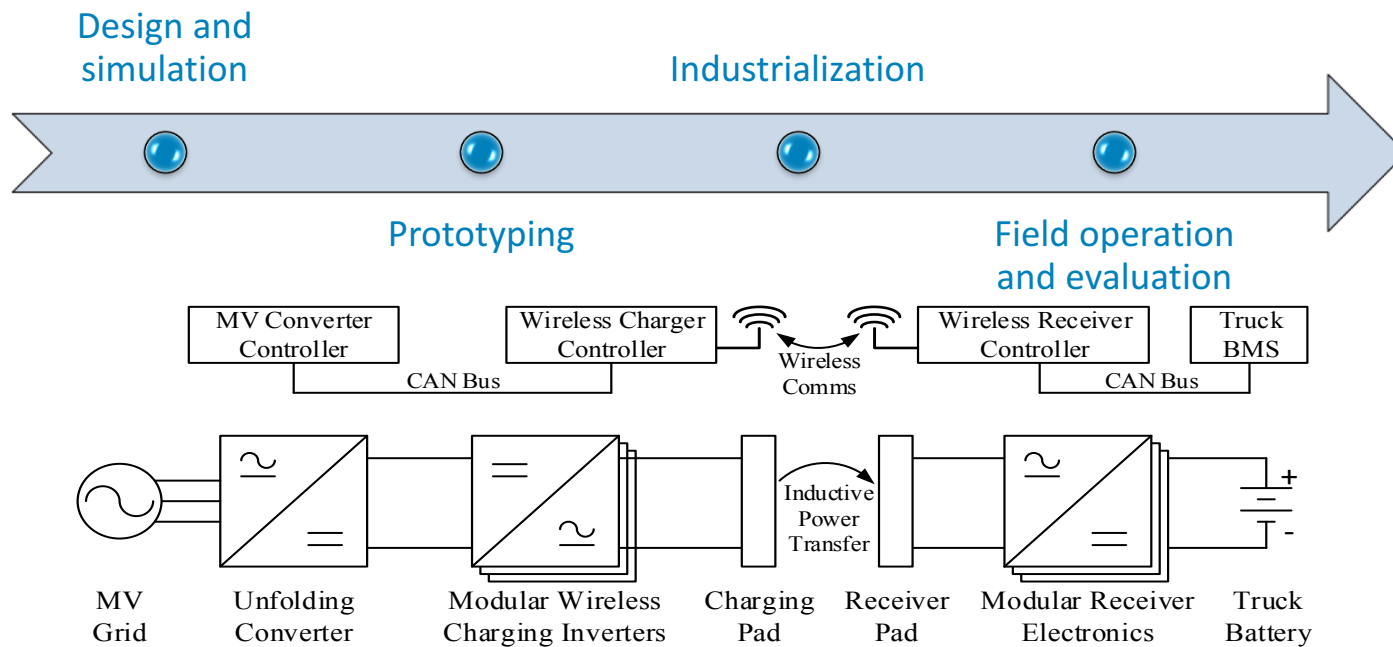 Design and
simulation
Industrialization
Prototyping
Field operation
and evaluation
MV Converter
Controller
Wireless Charger
Controller
Wireless
Comms
Wireless Receiver
Controller
Truck
BMS
CAN Bus
CAN Bus
Inductive
Power
Transfer
+
-
MV
Grid
Unfolding
Converter
Modular Wireless
Charging Inverters
Charging
Pad
Receiver
Pad
Modular Receiver
Electronics
Truck
Battery